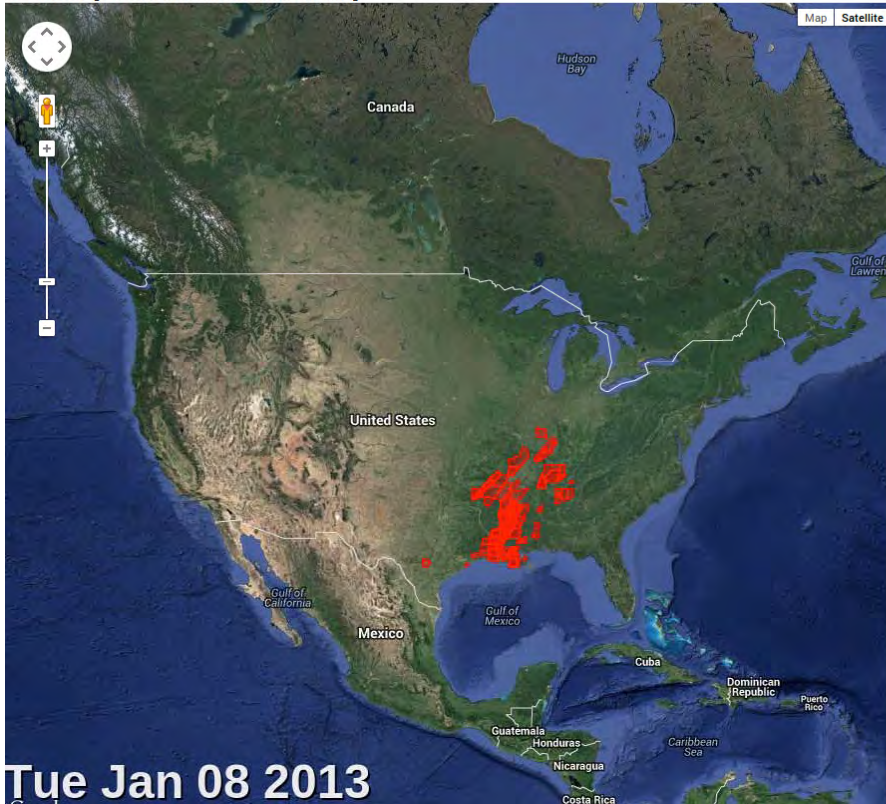 Map Satellite
Hudson
Bay
Canada
Gulf of
Lawren
United States
Gulf of
California
Gulf of
Mexico
Mexico
Cuba
Dominican
Republic
Puerto
Rico
Guatemala
Honduras
Caribbean
Sea
Nicaragua
Tue Jan 08 2013
Costa Rica